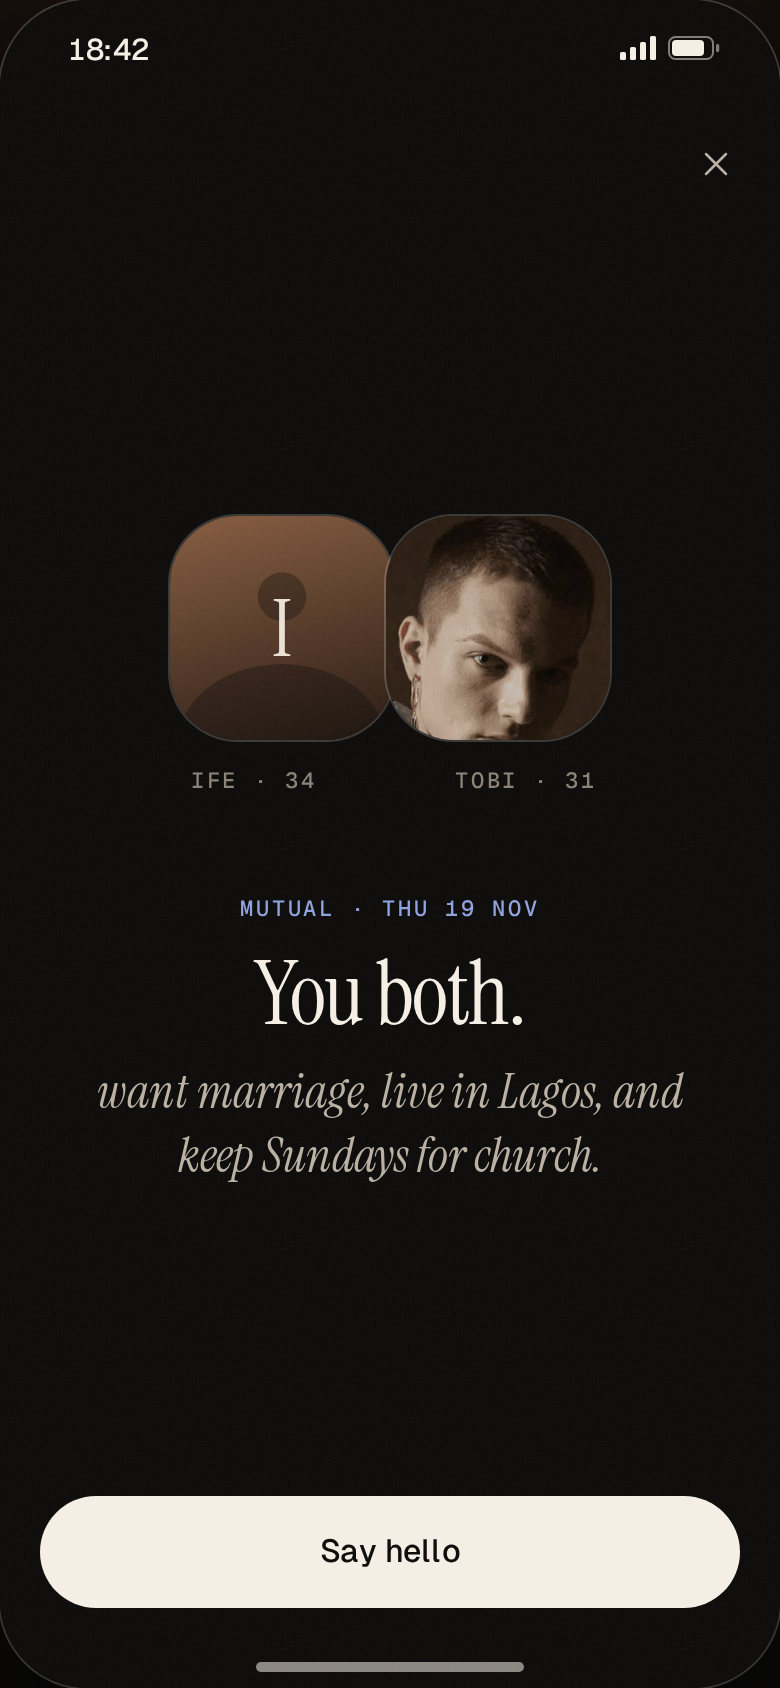 18:42
I
IFE · 34
TOBI · 31
MUTUAL · THU 19 NOV
You both.
want marriage, live in Lagos, and
keep Sundays for church.
Say hello